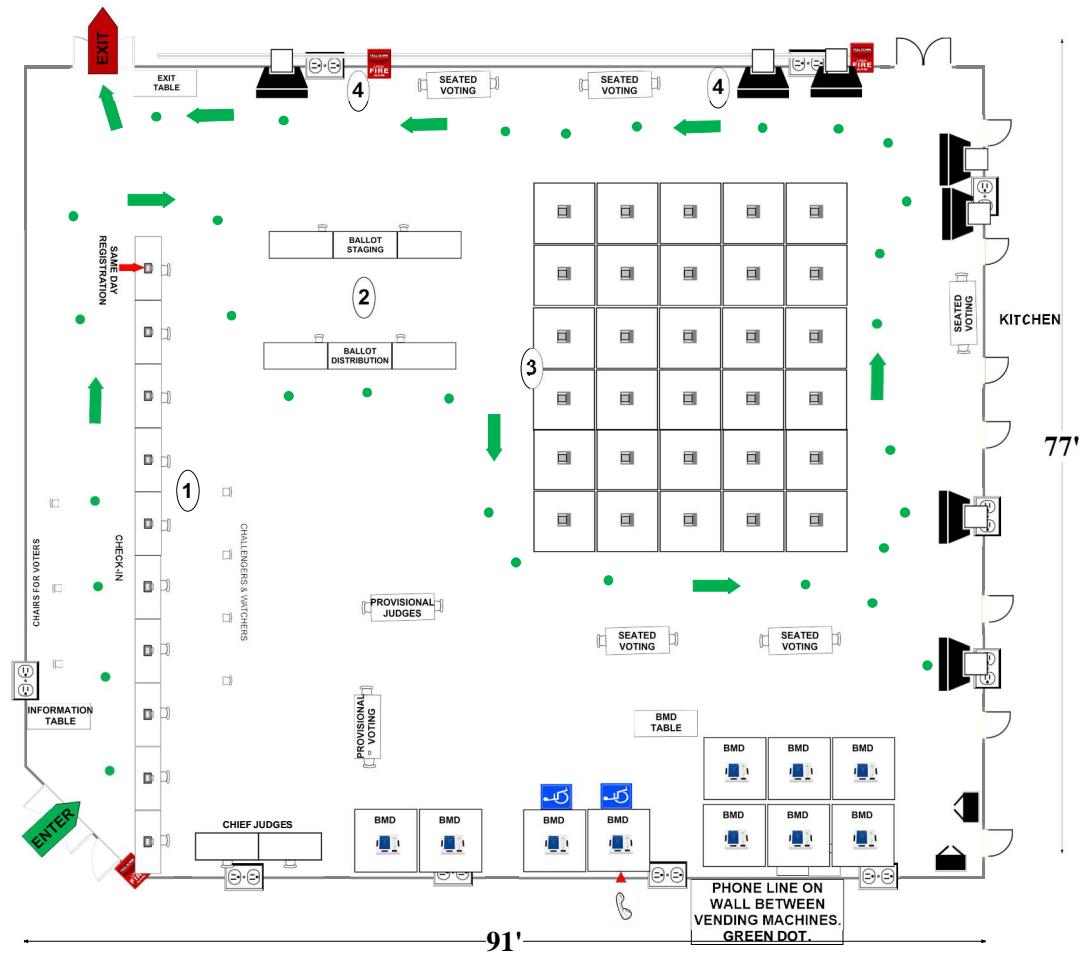 EXIT
EXIT
TABLE
FIRE
FIRE
4
SEATED
VOTING
SEATED
VOTING
4
SAME DAY
REGISTRATION
BALLOT
STAGING
2
BALLOT
DISTRIBUTION
3
SEATED
VOTING
KITCHEN
77'
1
CHAIRS FOR VOTERS
CHECK-IN
CHALLENGERS & WATCHERS
PROVISIONAL
JUDGES
SEATED
VOTING
SEATED
VOTING
INFORMATION
TABLE
PROVISIONAL
VOTING
BMD
TABLE
BMD
BMD
BMD
ENTER
CHIEF JUDGES
BMD
BMD
BMD
BMD
BMD
BMD
BMD
PHONE LINE ON
WALL BETWEEN
VENDING MACHINES.
GREEN DOT.
91'